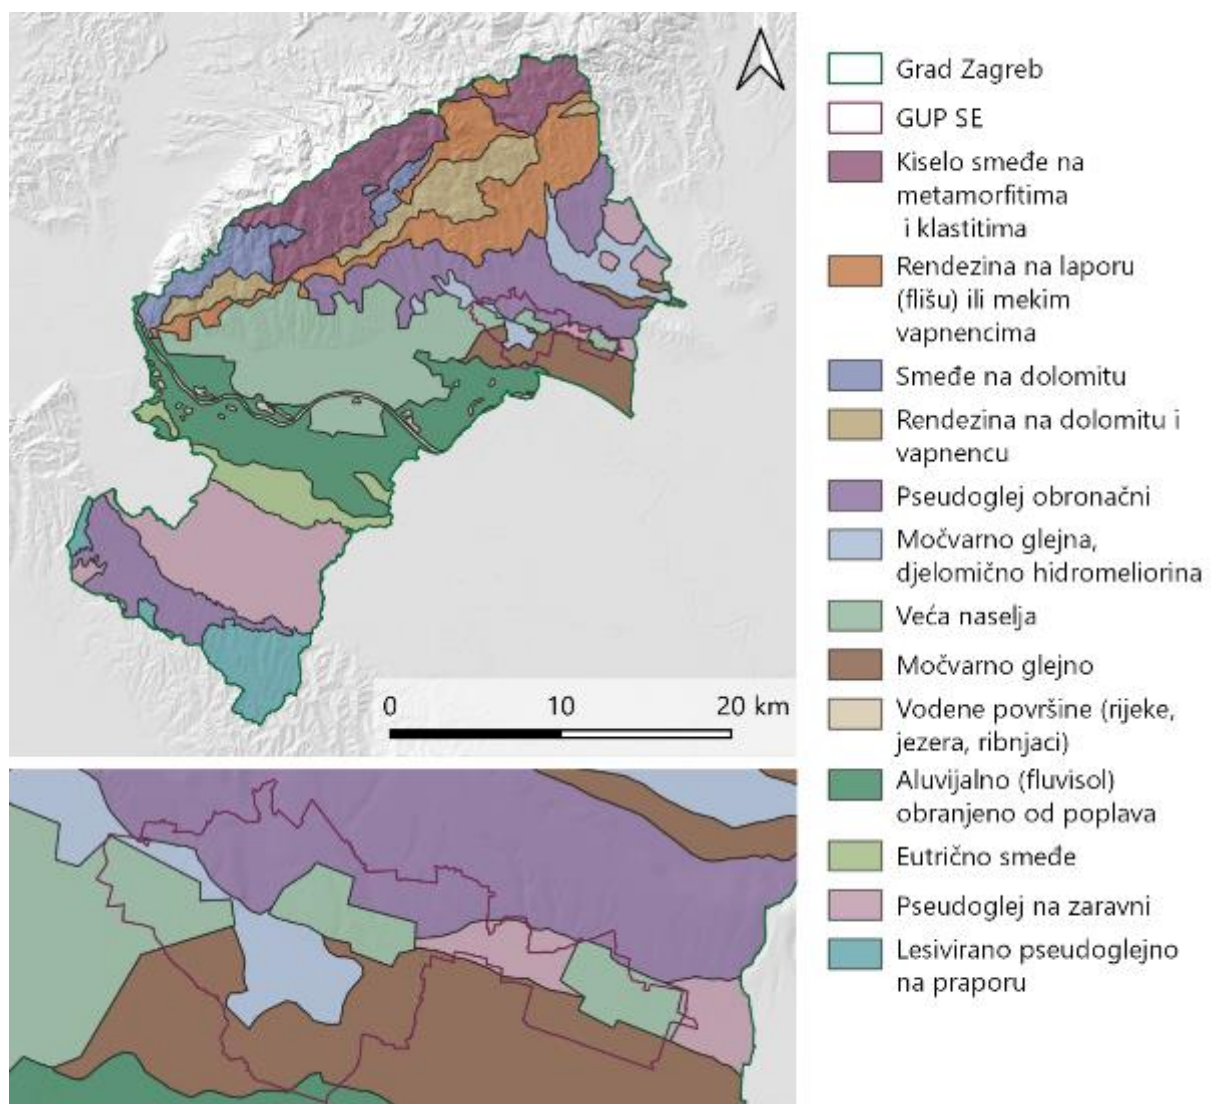 Grad Zagreb
GUP SE
Kiselo smeđe na
metamorfitima
i klastitima
Rendezina na laporu
(flišu) ili mekim
vapnencima
Smeđe na dolomitu
Rendezina na dolomitu i
vapnencu
Pseudoglej obronačni
Močvarno glejna,
djelomično hidromeliorina
Veća naselja
Močvarno glejno
Vodene površine (rijeke,
jezera, ribnjaci)
Aluvijalno (fluvisol)
obranjeno od poplava
Eutrično smeđe
Pseudoglej na zaravni
Lesivirano pseudoglejno
na praporu
0 10 20 km